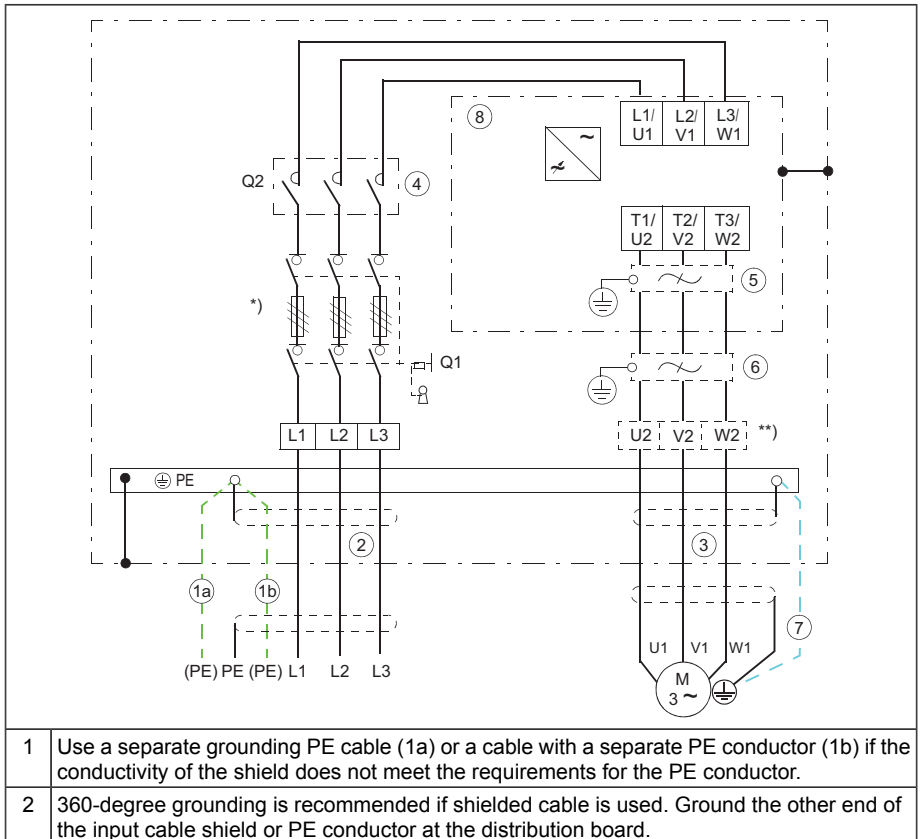 8
L1/ L2/ L3/
U1 V1 W1
~
≁
Q2
4
T1/ T2/ T3/
U2 V2 W2
5
*)
Q1
6
L1 L2 L3
U2 V2 W2 **)
PE
2
3
1a 1b
7
U1 V1 W1
(PE) PE (PE) L1 L2 L3
M
3 ~
1 Use a separate grounding PE cable (1a) or a cable with a separate PE conductor (1b) if the
conductivity of the shield does not meet the requirements for the PE conductor.
2 360-degree grounding is recommended if shielded cable is used. Ground the other end of
the input cable shield or PE conductor at the distribution board.